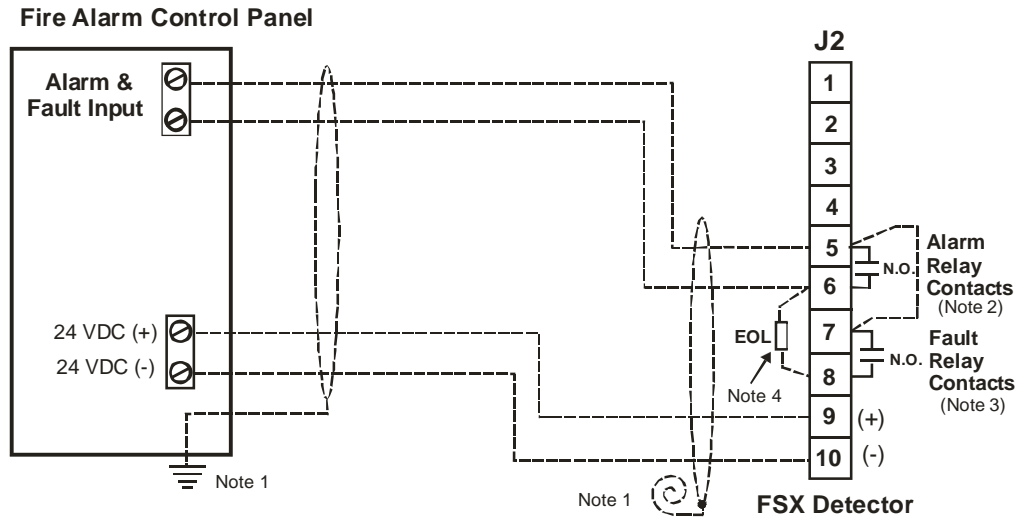 Fire Alarm Control Panel
Alarm &
Fault Input
24 VDC (+)
24 VDC (-)
Note 1
Note 1
J2
1
2
3
4
5
6
7
8
9
10
(+)
(-)
N.O.
Alarm
Relay
Contacts
(Note 2)
EOL
Note 4
N.O.
Fault
Relay
Contacts
(Note 3)
FSX Detector